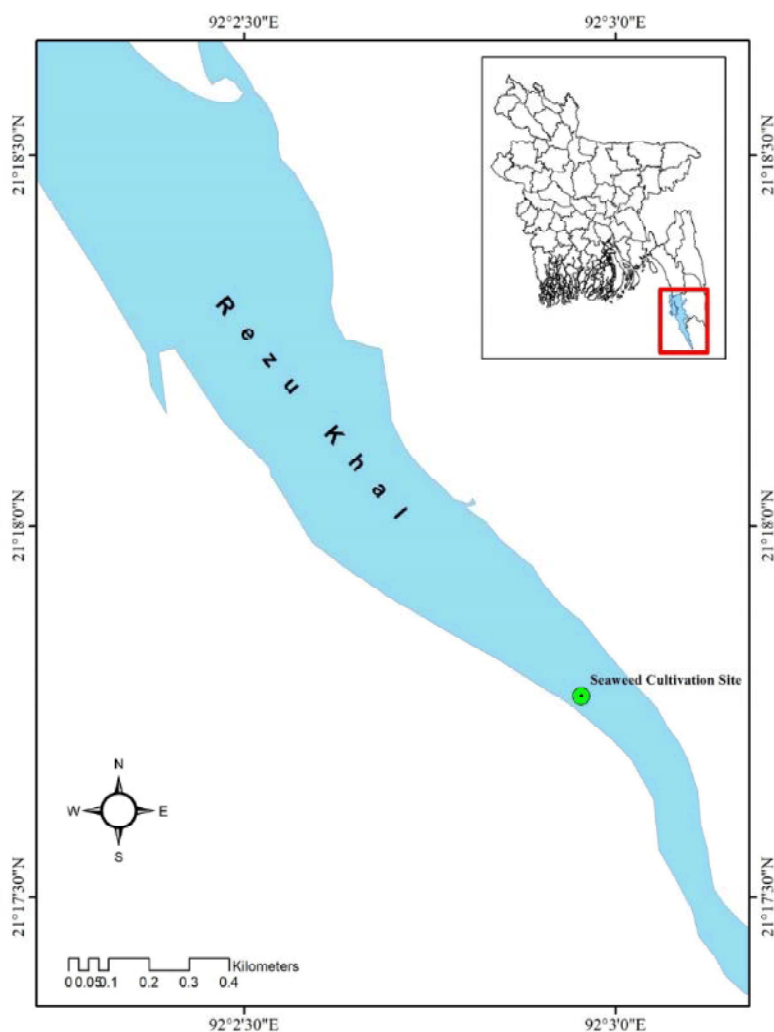 92°2'30"E 92°3'0"E
21°18'30"N 21°18'30"N
Rezu Khal
21°18'0"N 21°18'0"N
Seaweed Cultivation Site
N
W E
S
21°17'30"N 21°17'30"N
Kilometers
0 0.05 0.1 0.2 0.3 0.4
92°2'30"E 92°3'0"E